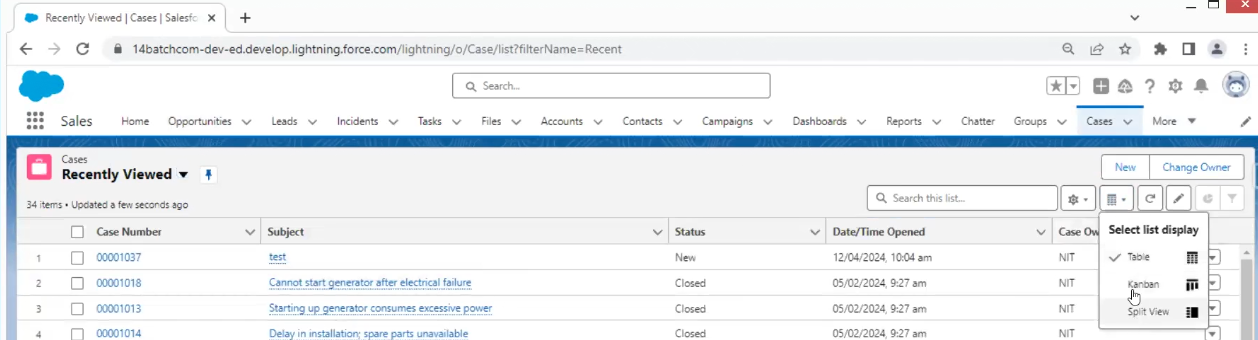 Recently Viewed | Cases | Salesfo
14batchcom-dev-ed.develop.lightning.force.com/lightning/o/Case/list?filterName=Recent
Search...
Sales Home Opportunities Leads Incidents Tasks Files Accounts Contacts Campaigns Dashboards Reports Chatter Groups Cases More
Cases
Recently Viewed
New Change Owner
34 items • Updated a few seconds ago
Search this list...
Select list display
Table
Kanban
Split View
Case Number Subject Status Date/Time Opened Case Ow
1 00001037 test New 12/04/2024, 10:04 am NIT
2 00001018 Cannot start generator after electrical failure Closed 05/02/2024, 9:27 am NIT
3 00001013 Starting up generator consumes excessive power Closed 05/02/2024, 9:27 am NIT
4 00001014 Delay in installation; spare parts unavailable Closed 05/02/2024, 9:27 am NIT